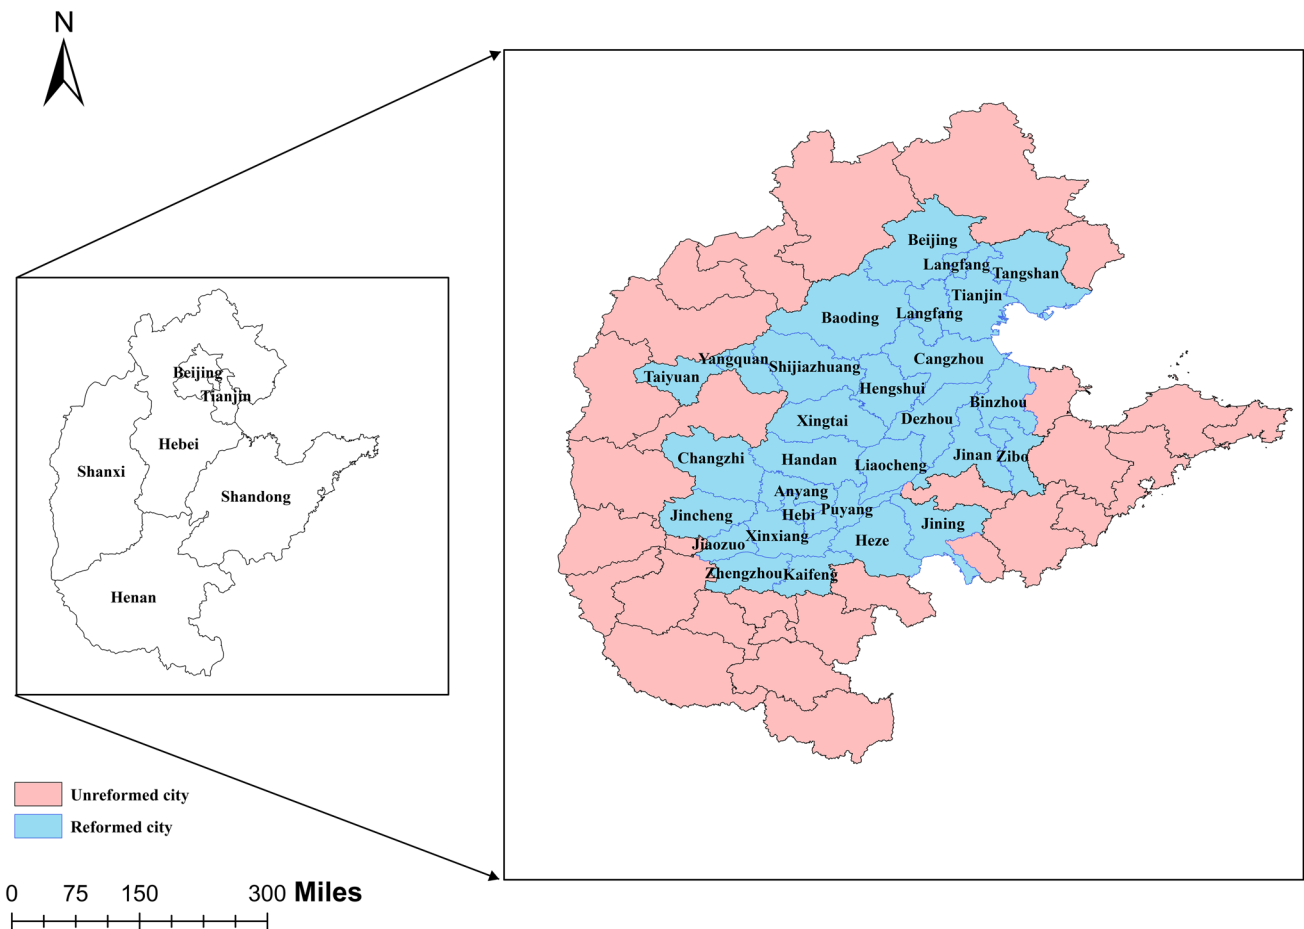 N
Beijing
Tianjin
Hebei
Shanxi
Shandong
Henan
Beijing
Langfang
Tangshan
Tianjin
Langfang
Baoding
Yangquan
Shijiazhuang
Cangzhou
Taiyuan
Hengshui
Binzhou
Xingtai
Dezhou
Changzhi
Handan
Liaocheng
Jinan
Zibo
Anyang
Puyang
Jincheng
Hebi
Jining
Xinxiang
Jiaozuo
Heze
Zhengzhou
Kaifeng
Unreformed city
Reformed city
0 75 150 300 Miles